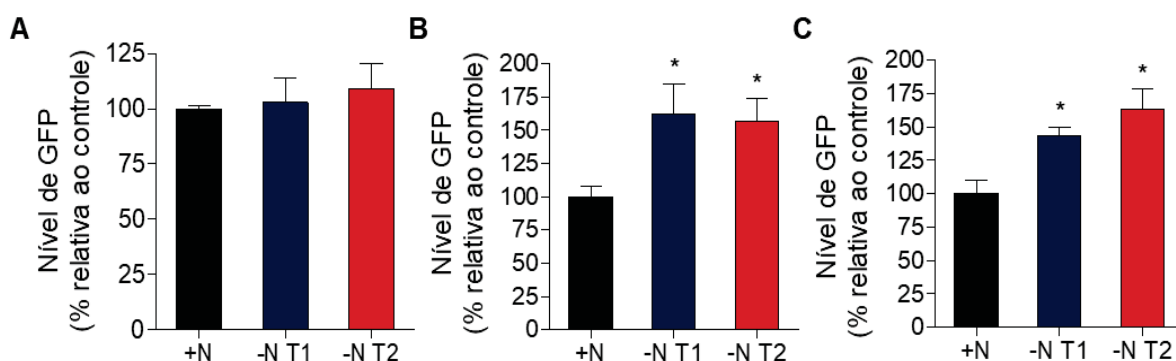 A
Nível de GFP
(% relativa ao controle)
125
100
75
50
25
0
+N -N T1 -N T2
B
Nível de GFP
(% relativa ao controle)
200
175
150
125
100
75
50
25
0
* *
+N -N T1 -N T2
C
Nível de GFP
(% relativa ao controle)
200
175
150
125
100
75
50
25
0
* *
+N -N T1 -N T2